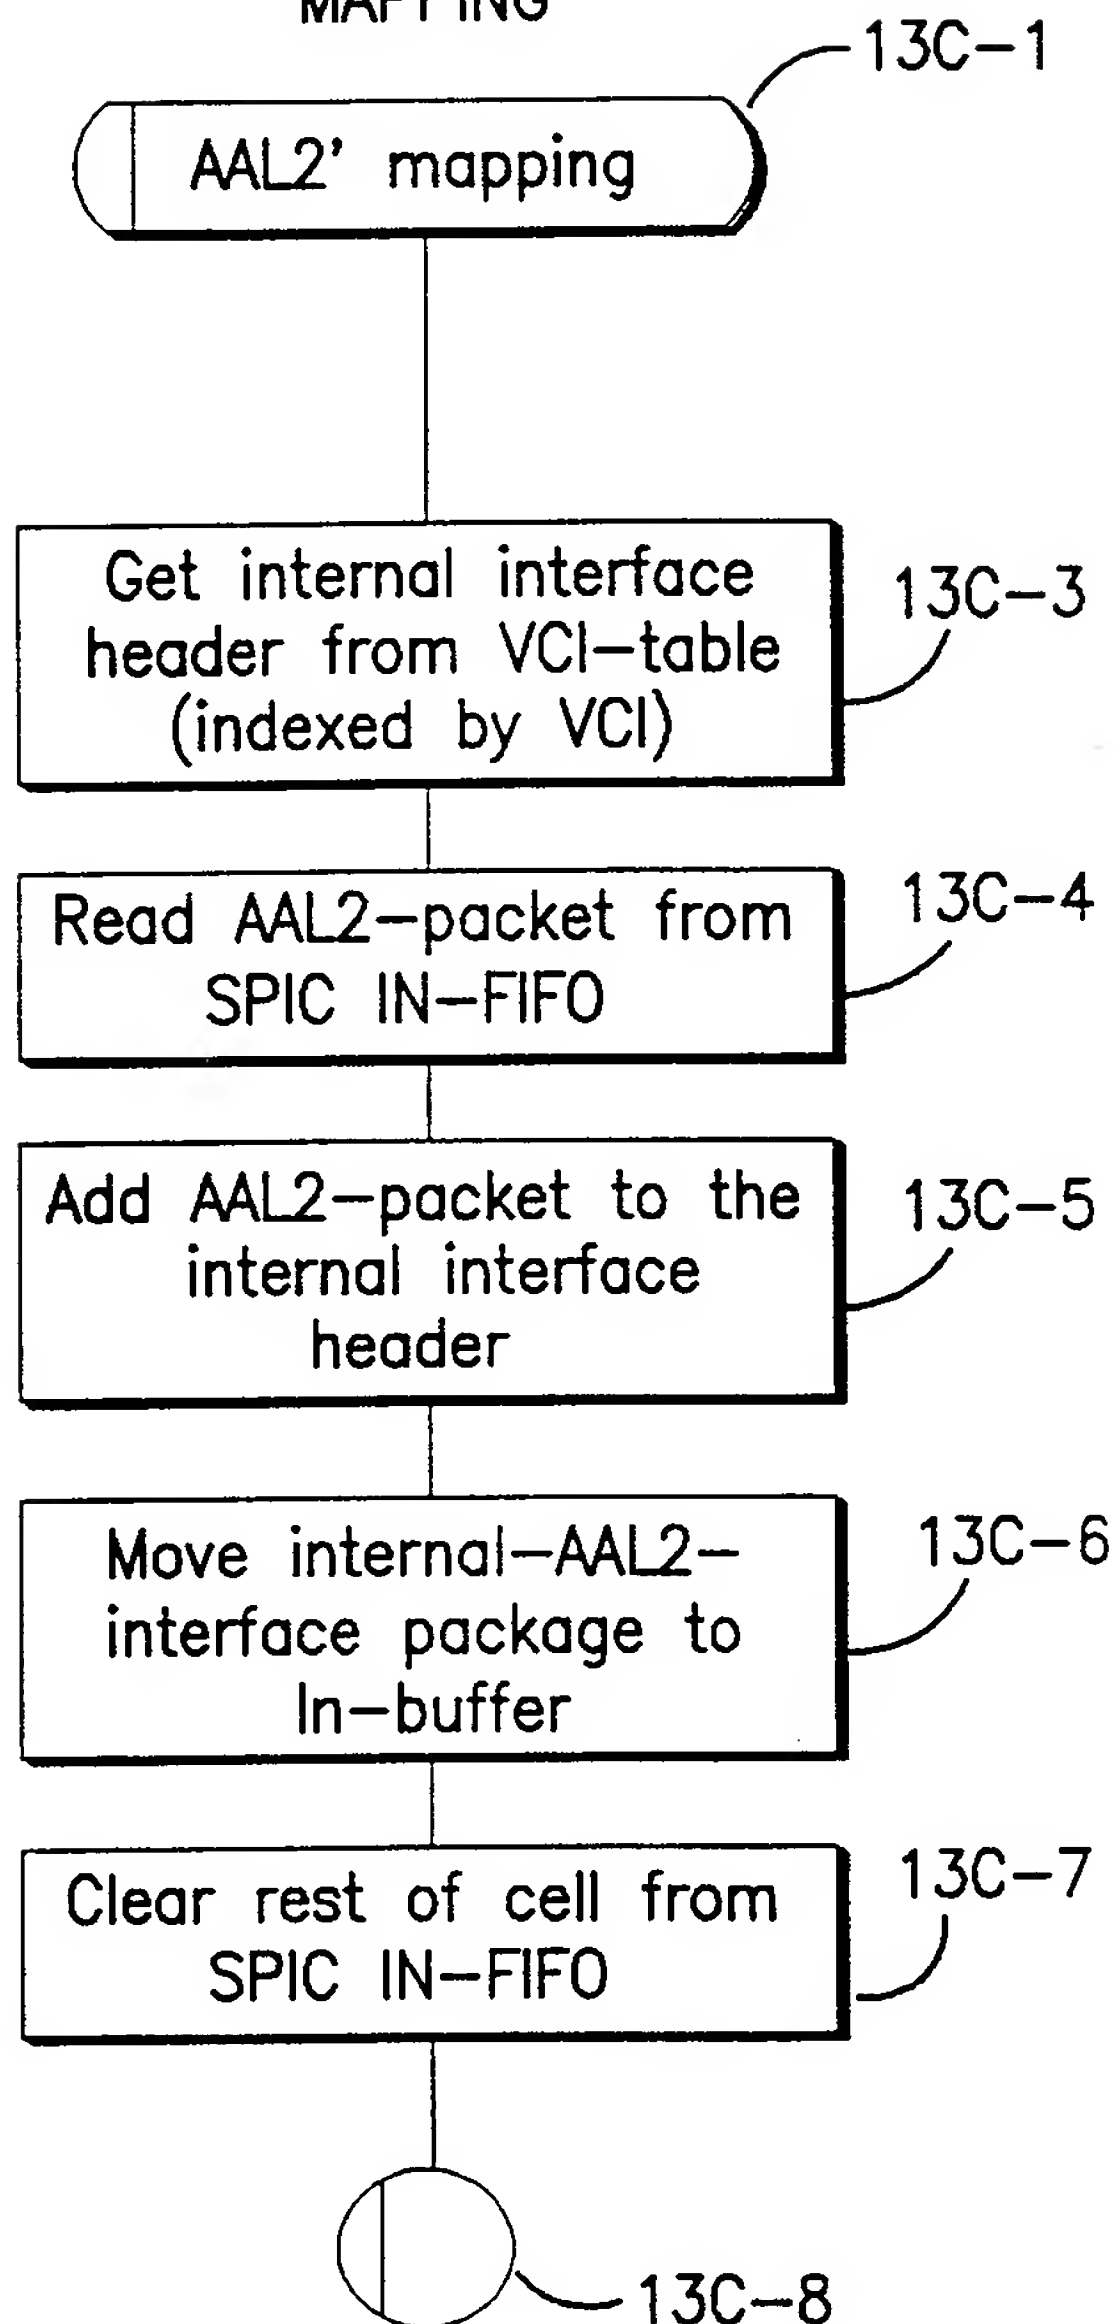 MAPPING
13C-1
AAL2' mapping
Get internal interface
header from VCI-table
(indexed by VCI)
13C-3
Read AAL2-packet from
SPIC IN-FIFO
13C-4
Add AAL2-packet to the
internal interface
header
13C-5
Move internal-AAL2-
interface package to
In-buffer
13C-6
Clear rest of cell from
SPIC IN-FIFO
13C-7
13C-8